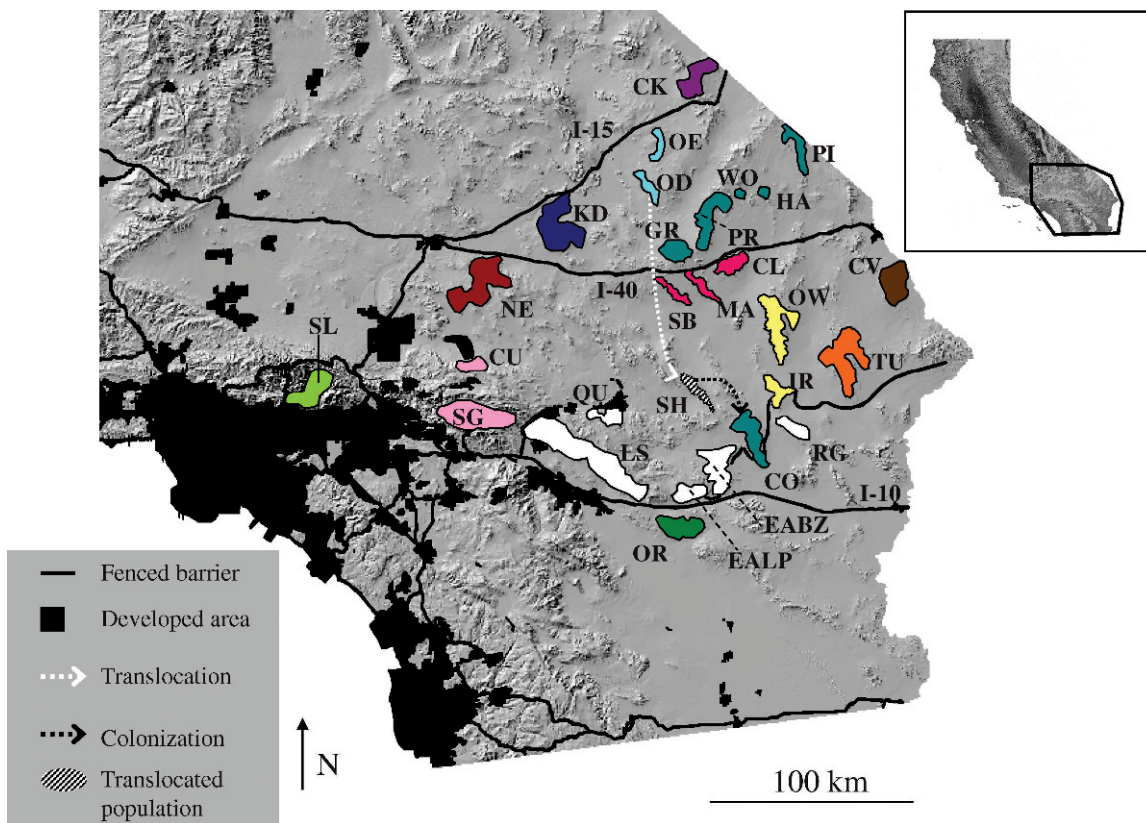 CK
I-15
OE
PI
OD
WO
HA
KD
GR
PR
CL
CV
I-40
NE
SB
MA
OW
SL
CU
TU
IR
QU
SH
SG
LS
RG
CO
I-10
EABZ
OR
EALP
Fenced barrier
Developed area
Translocation
Colonization
Translocated
population
N
100 km